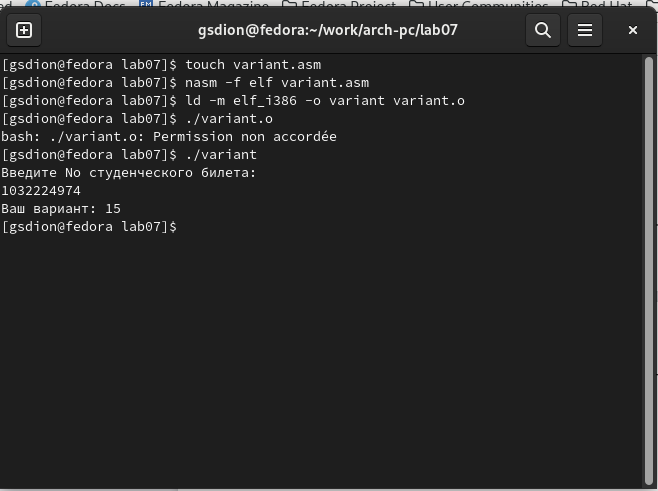 Fedora Docs Fedora Magazine Fedora Project User Communities Red Hat
gsdion@fedora:~/work/arch-pc/lab07
[gsdion@fedora lab07]$ touch variant.asm
[gsdion@fedora lab07]$ nasm -f elf variant.asm
[gsdion@fedora lab07]$ ld -m elf_i386 -o variant variant.o
[gsdion@fedora lab07]$ ./variant.o
bash: ./variant.o: Permission non accordée
[gsdion@fedora lab07]$ ./variant
Введите No студенческого билета:
1032224974
Ваш вариант: 15
[gsdion@fedora lab07]$